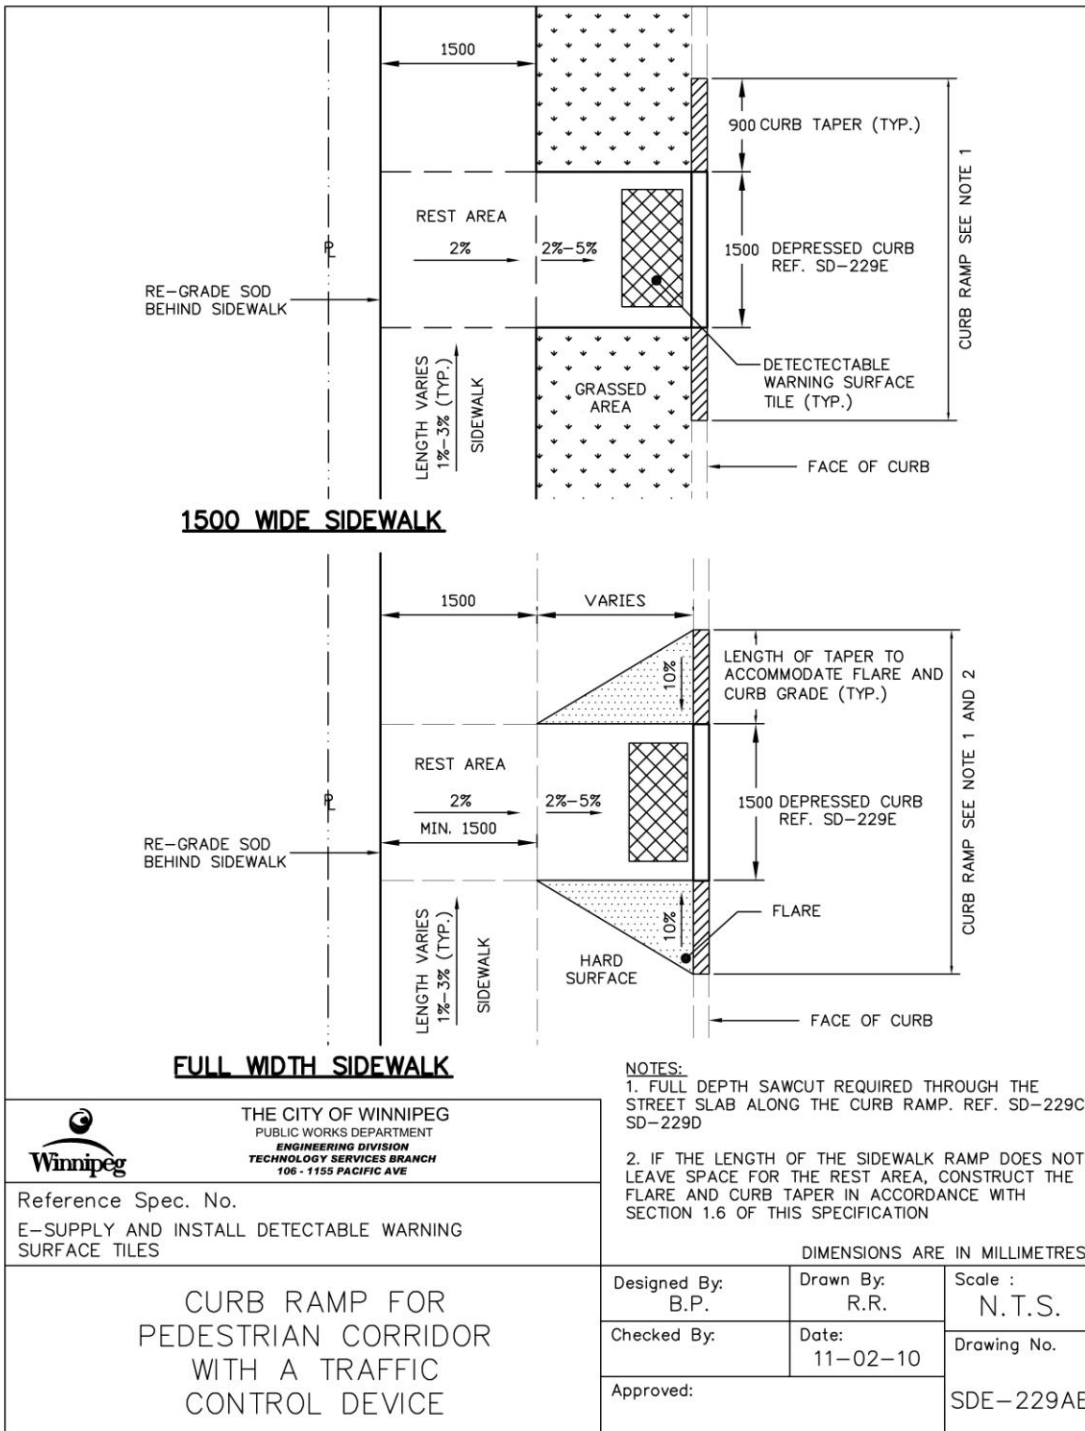 1500
900 CURB TAPER (TYP.)
REST AREA
2%
2%-5%
1500 DEPRESSED CURB
REF. SD-229E
CURB RAMP SEE NOTE 1
PL
RE-GRADE SOD
BEHIND SIDEWALK
LENGTH VARIES
1%-3% (TYP.)
SIDEWALK
GRASSED
AREA
DETECTECTABLE
WARNING SURFACE
TILE (TYP.)
FACE OF CURB
1500 WIDE SIDEWALK
1500
VARIES
LENGTH OF TAPER TO
ACCOMMODATE FLARE AND
CURB GRADE (TYP.)
10%
REST AREA
2%
2%-5%
MIN. 1500
1500 DEPRESSED CURB
REF. SD-229E
CURB RAMP SEE NOTE 1 AND 2
PL
RE-GRADE SOD
BEHIND SIDEWALK
LENGTH VARIES
1%-3% (TYP.)
SIDEWALK
10%
FLARE
HARD
SURFACE
FACE OF CURB
FULL WIDTH SIDEWALK
NOTES:
1. FULL DEPTH SAWCUT REQUIRED THROUGH THE
STREET SLAB ALONG THE CURB RAMP. REF. SD-229C
SD-229D
2. IF THE LENGTH OF THE SIDEWALK RAMP DOES NOT
LEAVE SPACE FOR THE REST AREA, CONSTRUCT THE
FLARE AND CURB TAPER IN ACCORDANCE WITH
SECTION 1.6 OF THIS SPECIFICATION
DIMENSIONS ARE IN MILLIMETRES
Winnipeg
THE CITY OF WINNIPEG
PUBLIC WORKS DEPARTMENT
ENGINEERING DIVISION
TECHNOLOGY SERVICES BRANCH
106 - 1155 PACIFIC AVE
Reference Spec. No.
E-SUPPLY AND INSTALL DETECTABLE WARNING
SURFACE TILES
CURB RAMP FOR
PEDESTRIAN CORRIDOR
WITH A TRAFFIC
CONTROL DEVICE
Designed By:
B.P.
Drawn By:
R.R.
Scale :
N.T.S.
Checked By:
Date:
11-02-10
Drawing No.
SDE-229AE
Approved: